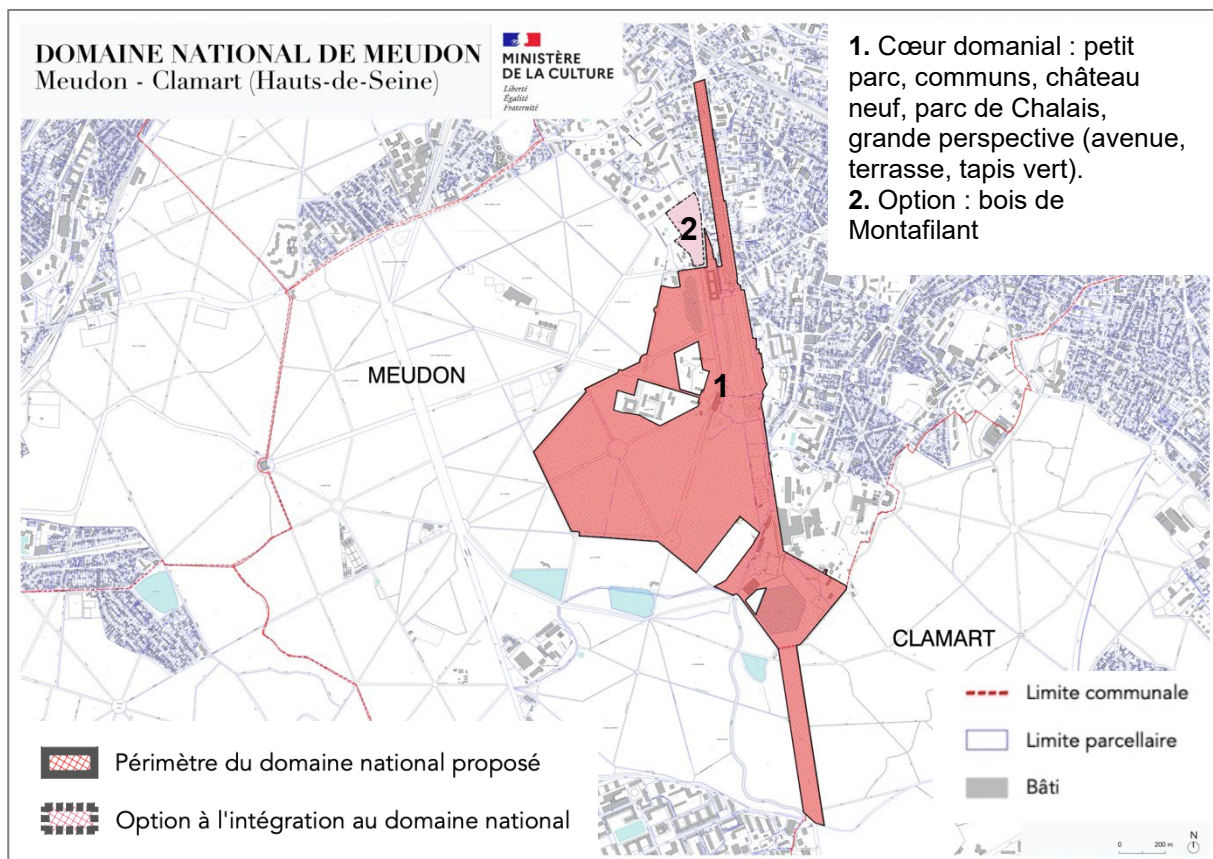 DOMAINE NATIONAL DE MEUDON
Meudon - Clamart (Hauts-de-Seine)
MINISTÈRE
DE LA CULTURE
Liberté
Égalité
Fraternité
1. Cœur domanial : petit
parc, communs, château
neuf, parc de Chalais,
grande perspective (avenue,
terrasse, tapis vert).
2. Option : bois de
Montafilant
2
MEUDON
1
CLAMART
Limite communale
Limite parcellaire
Bâti
Périmètre du domaine national proposé
Option à l'intégration au domaine national
0 200 m
N